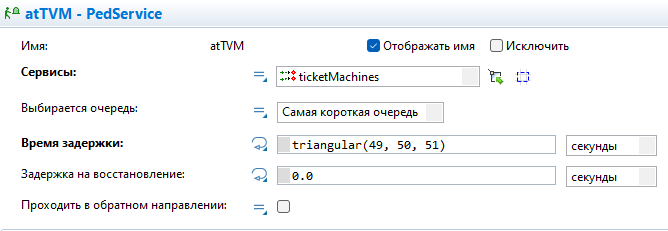 atTVM - PedService
Имя: atTVM Отображать имя Исключить
Сервисы: ticketMachines
Выбирается очередь: Самая короткая очередь
Время задержки: triangular(49, 50, 51) секунды
Задержка на восстановление: 0.0 секунды
Проходить в обратном направлении: